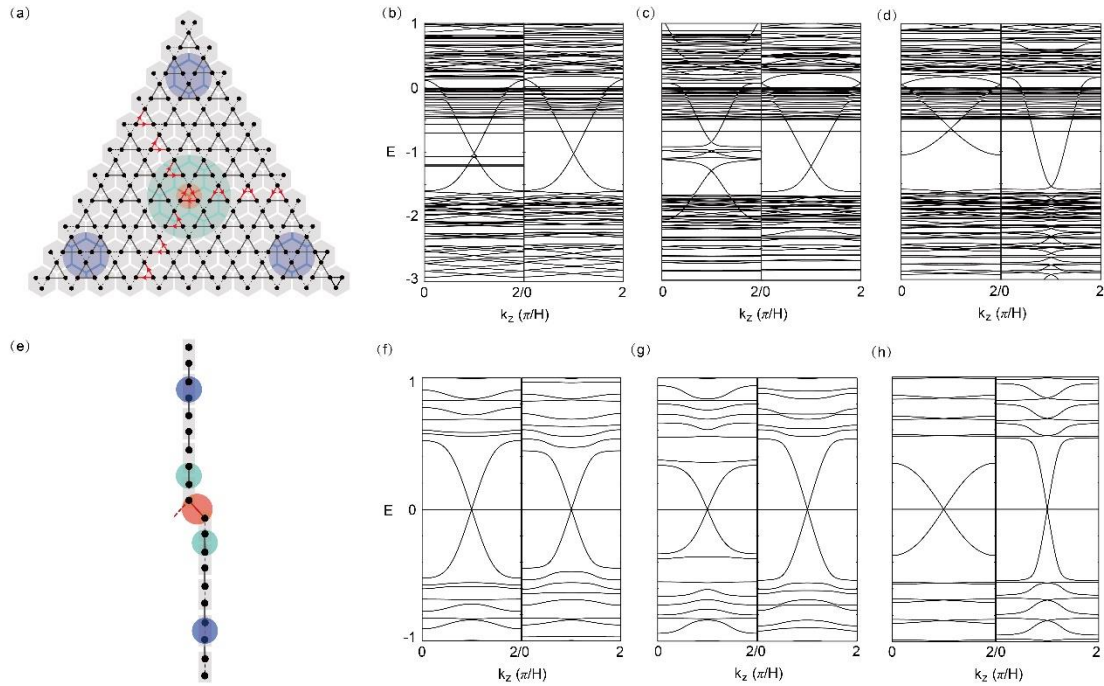 (a)
(b)
(c)
(d)
1
0
E
-1
-2
-3
0 2/0 2
0 2/0 2
0 2/0 2
k_z (π/H)
k_z (π/H)
k_z (π/H)
(e)
(f)
(g)
(h)
1
E 0
-1
0 2/0 2
0 2/0 2
0 2/0 2
k_z (π/H)
k_z (π/H)
k_z (π/H)